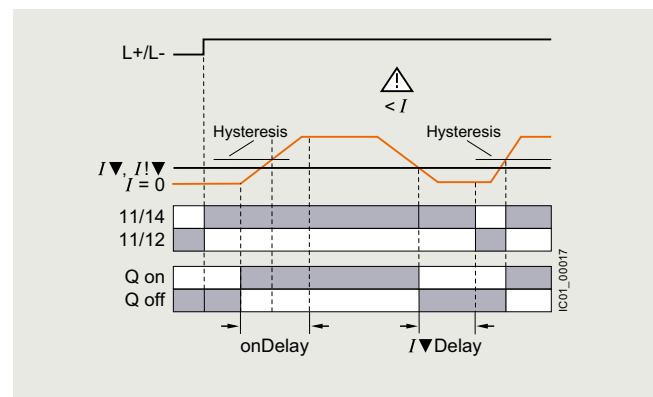 L+/L-
< I
Hysteresis Hysteresis
I▼, I!▼
I = 0
11/14
11/12
Q on
Q off
onDelay I▼Delay
IC01_00017